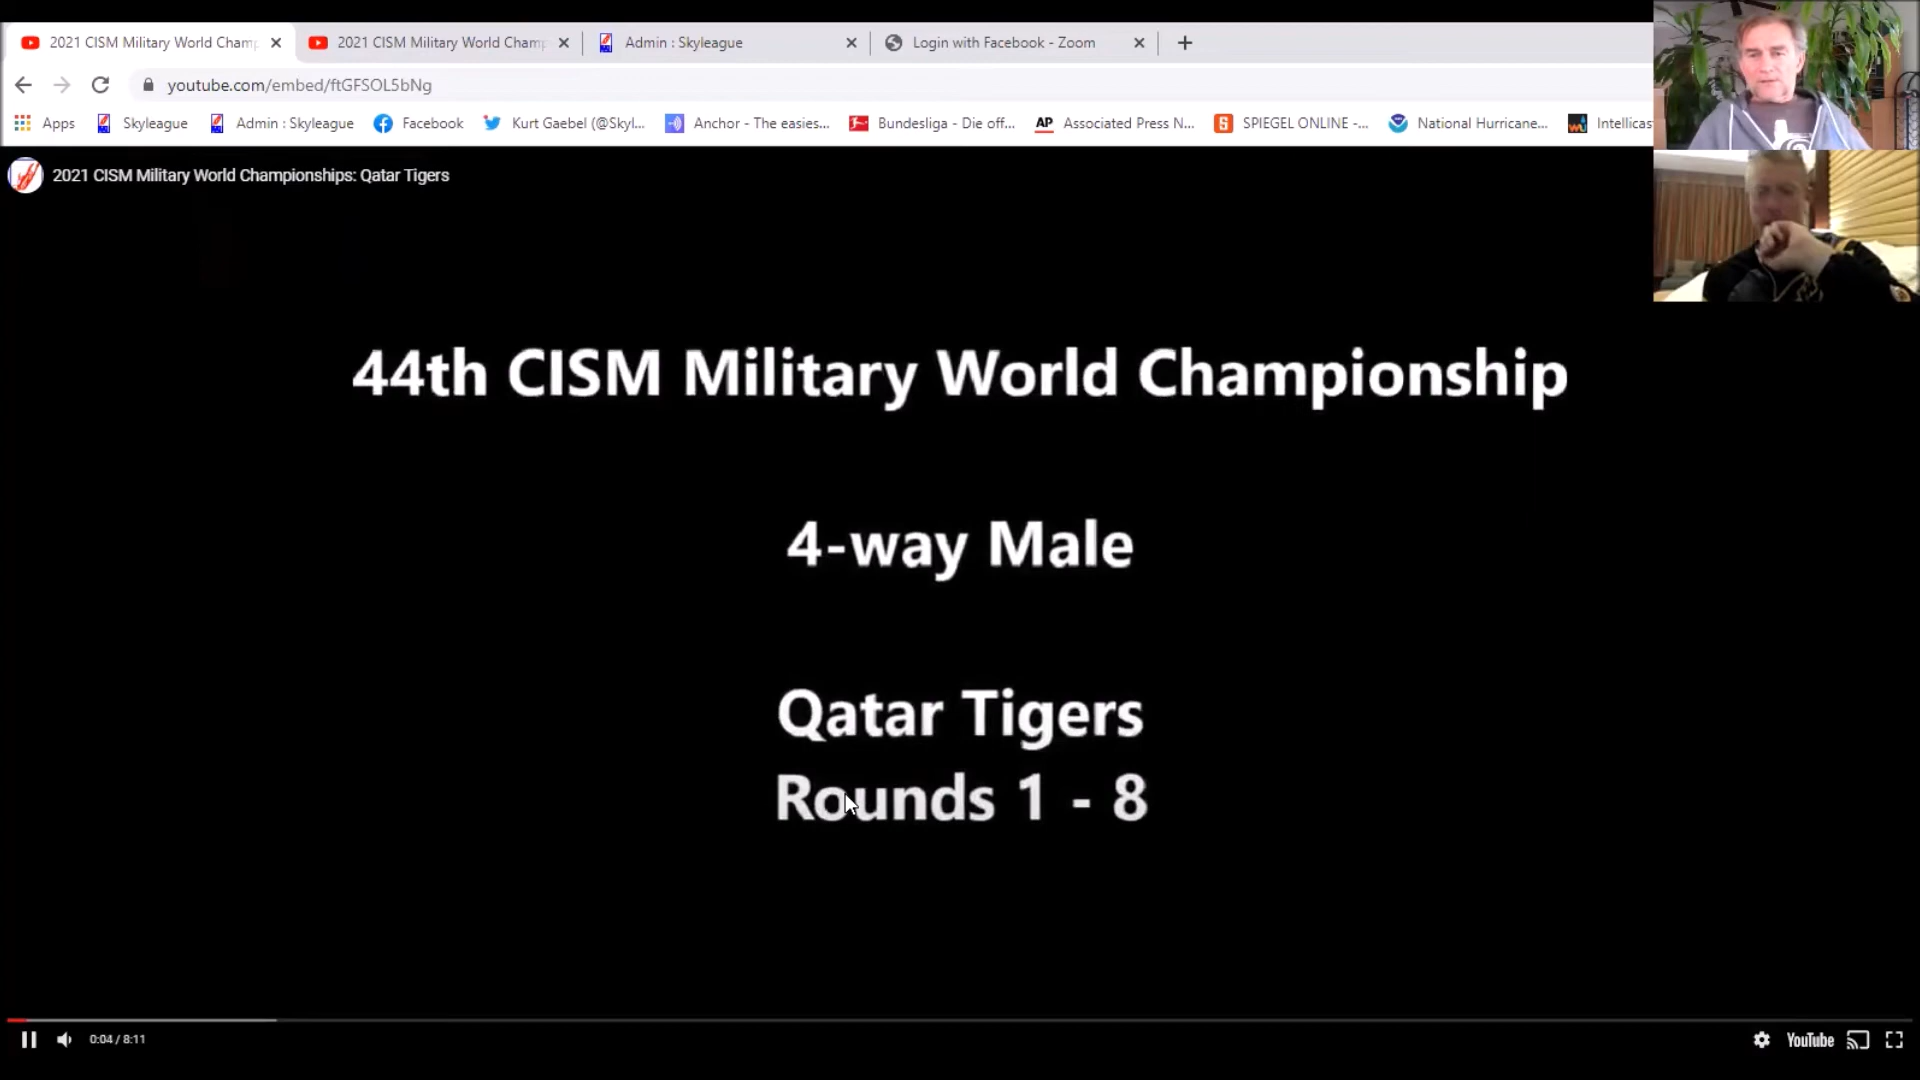 2021 CISM Military World Champ
2021 CISM Military World Champ
Admin : Skyleague
Login with Facebook - Zoom
youtube.com/embed/ftGFSOL5bNg
Apps
Skyleague
Admin : Skyleague
Facebook
Kurt Gaebel (@Skyl...
Anchor - The easies...
Bundesliga - Die off...
AP Associated Press N...
SPIEGEL ONLINE -...
National Hurricane...
Intellicas
2021 CISM Military World Championships: Qatar Tigers
44th CISM Military World Championship
4-way Male
Qatar Tigers
Rounds 1 - 8
0:04 / 8:11
YouTube